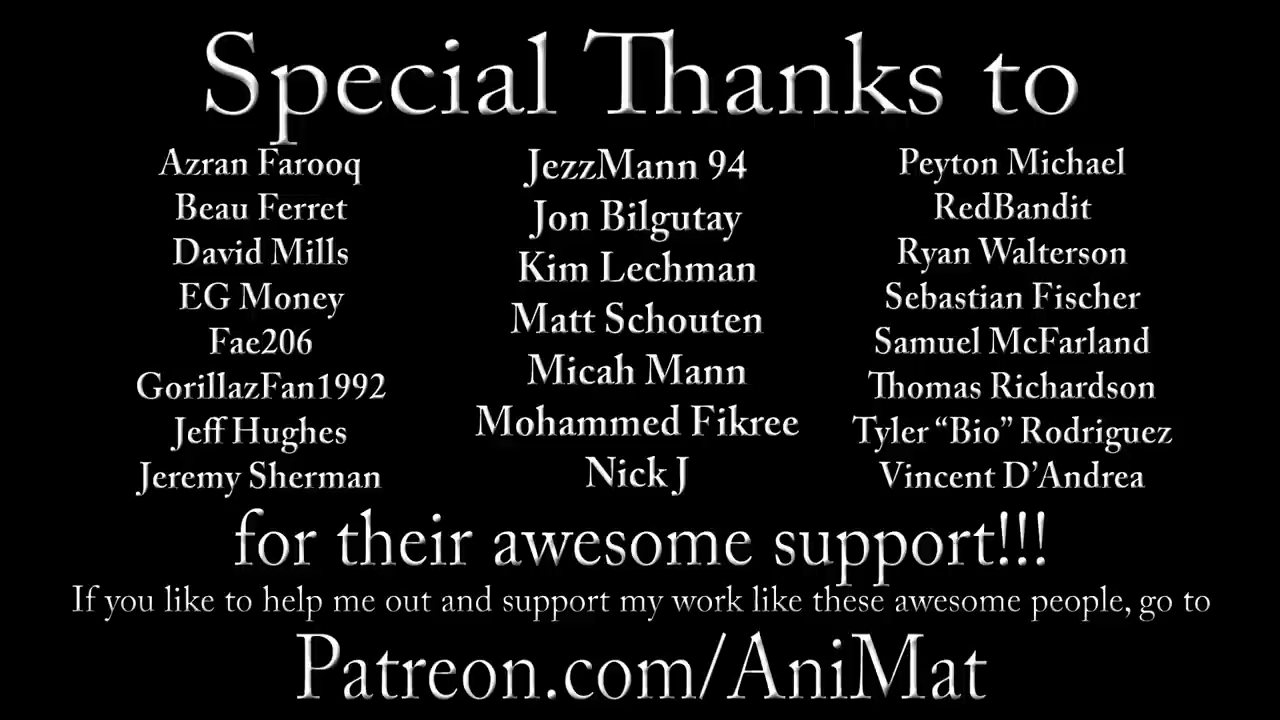 Special Thanks to
Azran Farooq
Beau Ferret
David Mills
EG Money
Fae206
GorillazFan1992
Jeff Hughes
Jeremy Sherman
JezzMann 94
Jon Bilgutay
Kim Lechman
Matt Schouten
Micah Mann
Mohammed Fikree
Nick J
Peyton Michael
RedBandit
Ryan Walterson
Sebastian Fischer
Samuel McFarland
Thomas Richardson
Tyler “Bio” Rodriguez
Vincent D’Andrea
for their awesome support!!!
If you like to help me out and support my work like these awesome people, go to
Patreon.com/AniMat